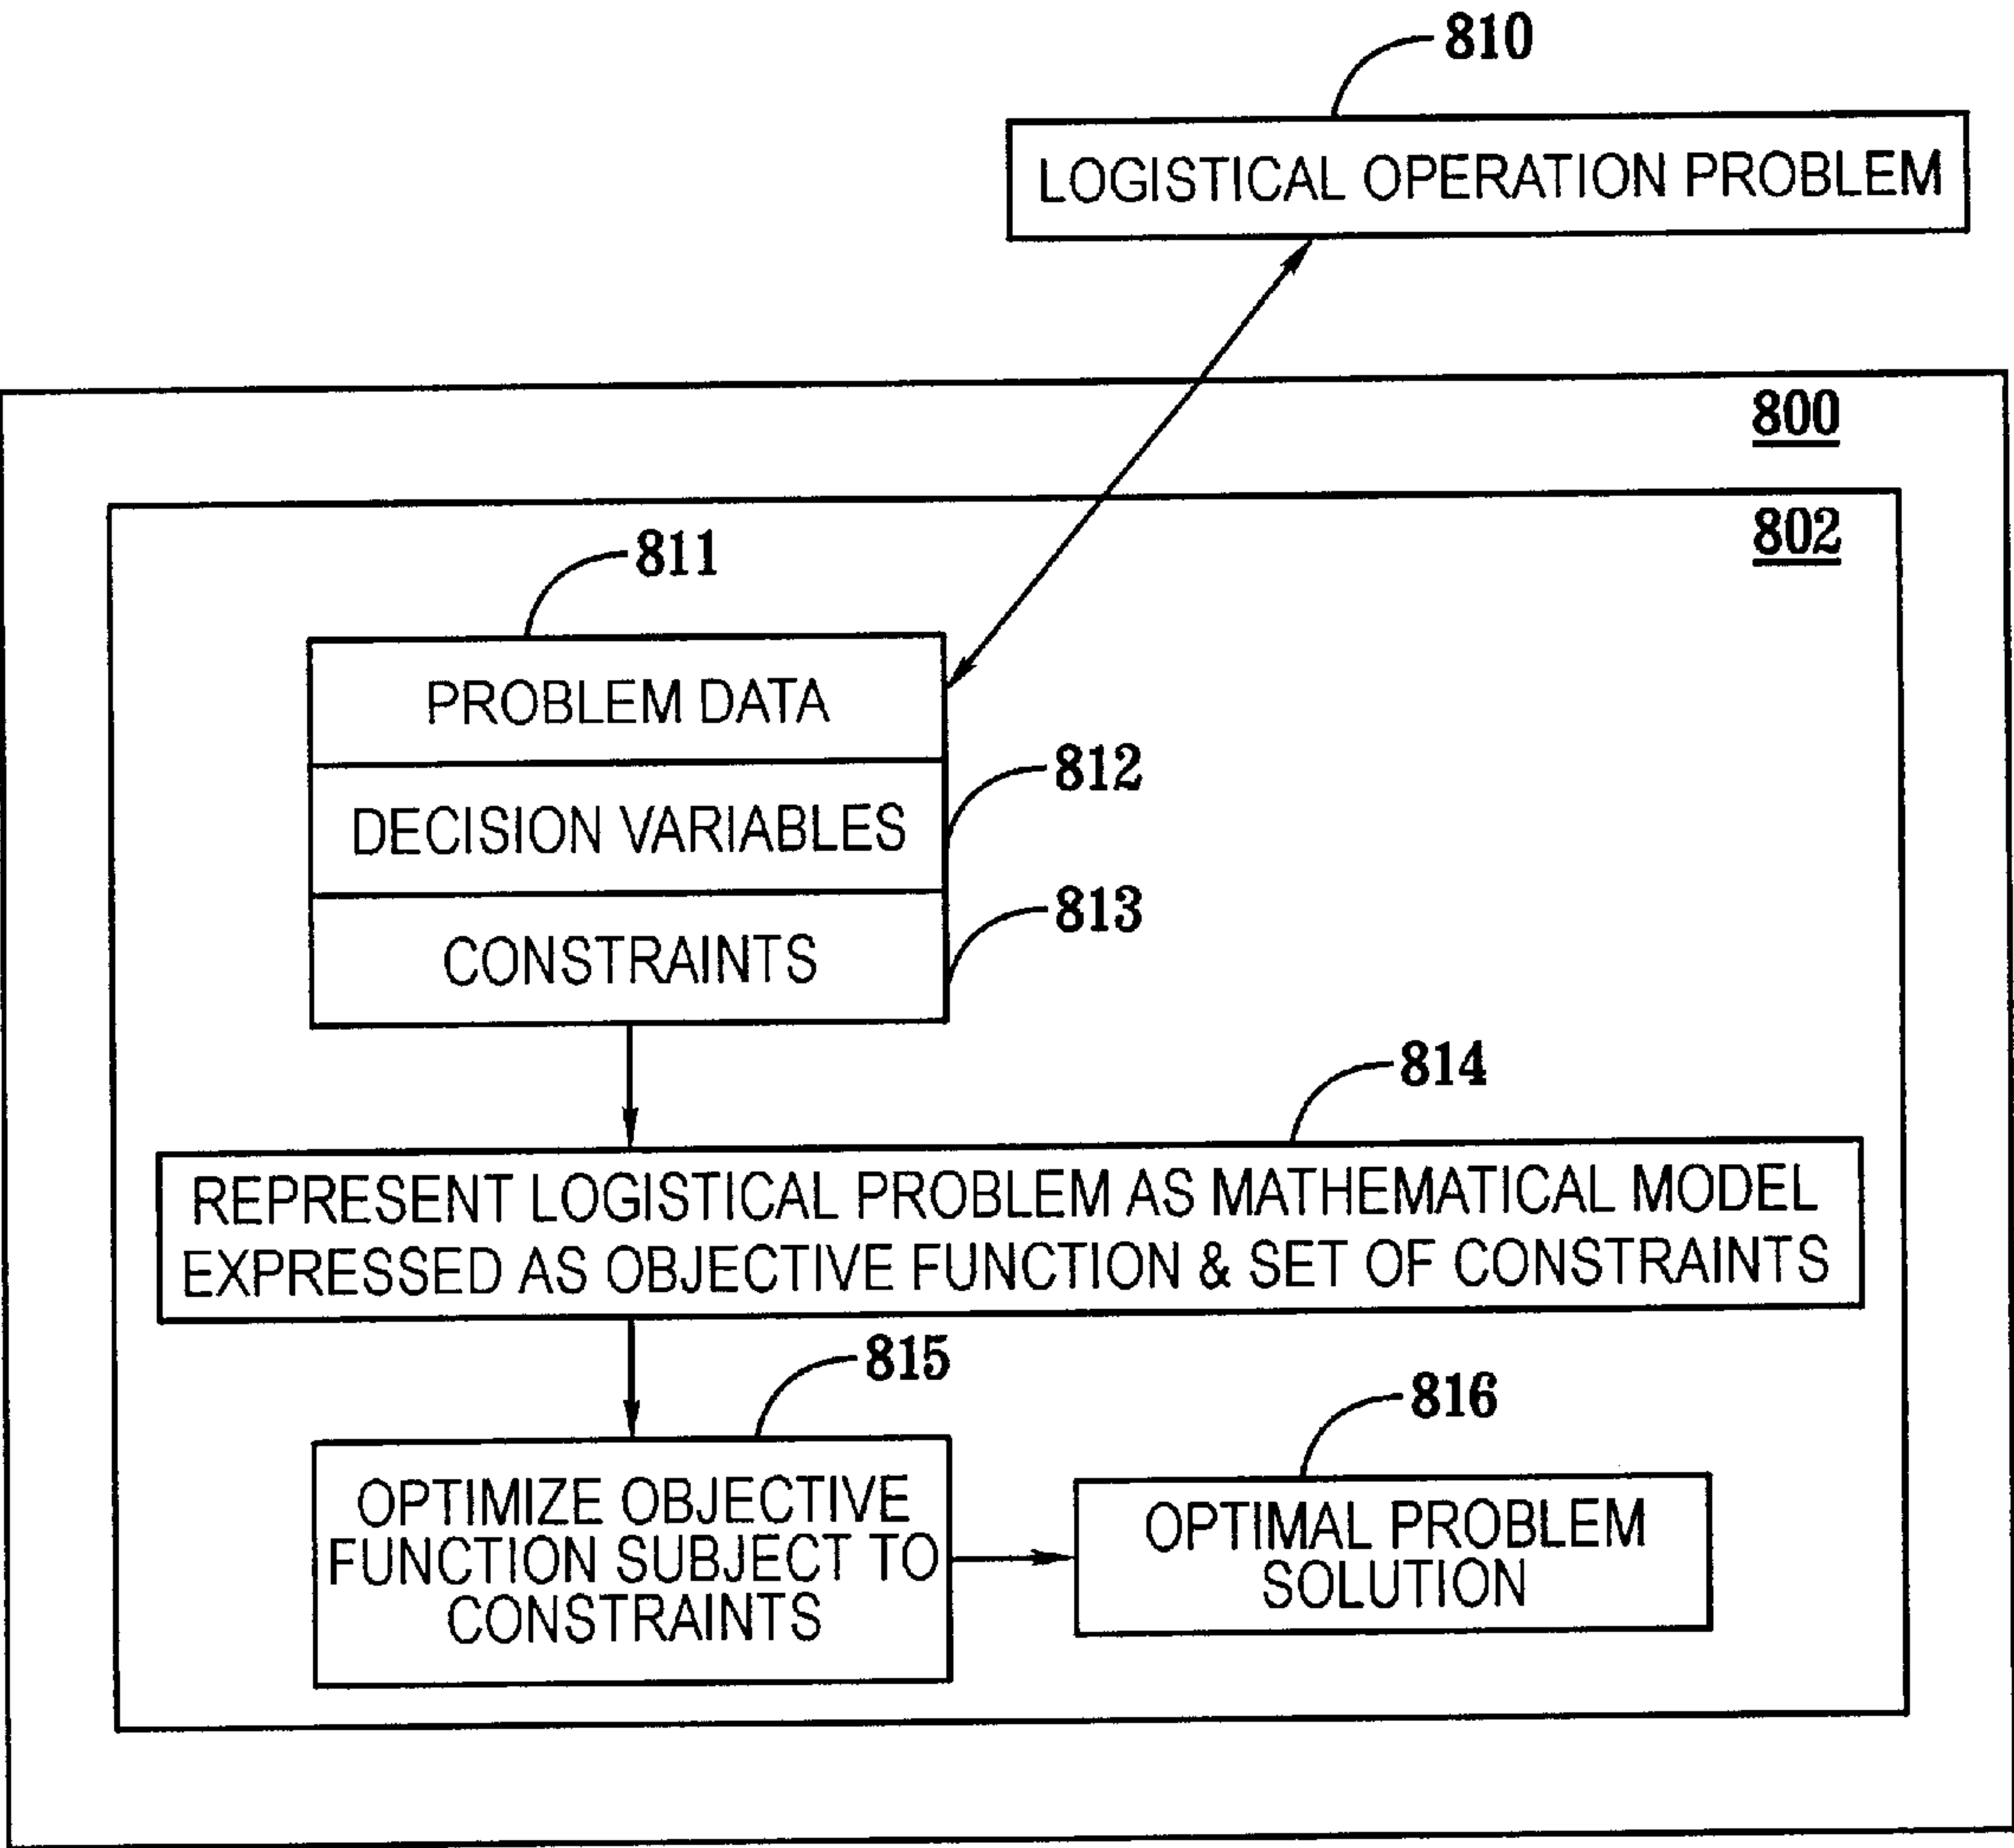 810
LOGISTICAL OPERATION PROBLEM
800
802
811
PROBLEM DATA
812
DECISION VARIABLES
813
CONSTRAINTS
814
REPRESENT LOGISTICAL PROBLEM AS MATHEMATICAL MODEL
EXPRESSED AS OBJECTIVE FUNCTION & SET OF CONSTRAINTS
815
OPTIMIZE OBJECTIVE
FUNCTION SUBJECT TO
CONSTRAINTS
816
OPTIMAL PROBLEM
SOLUTION